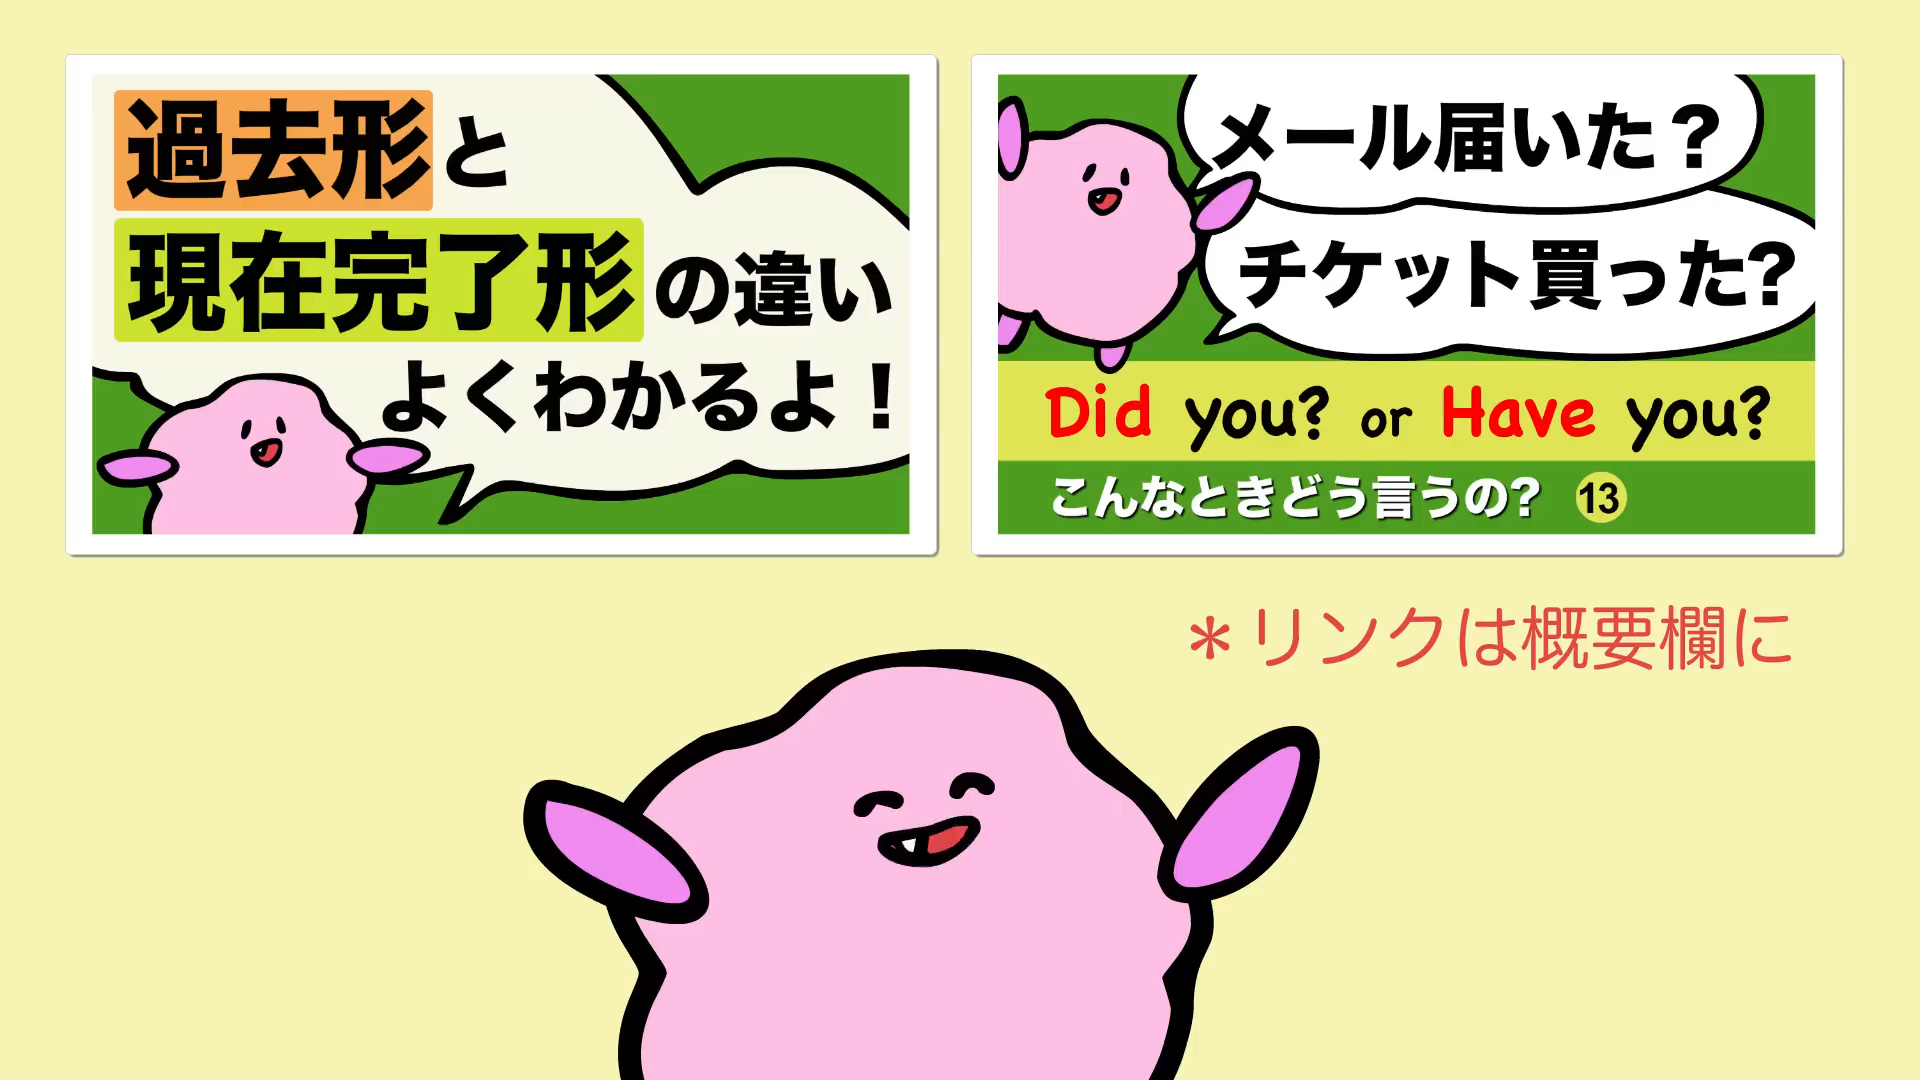 過去形と
現在完了形の違い
よくわかるよ！
メール届いた？
チケット買った?
Did you? or Have you?
こんなときどう言うの? 13
＊リンクは概要欄に